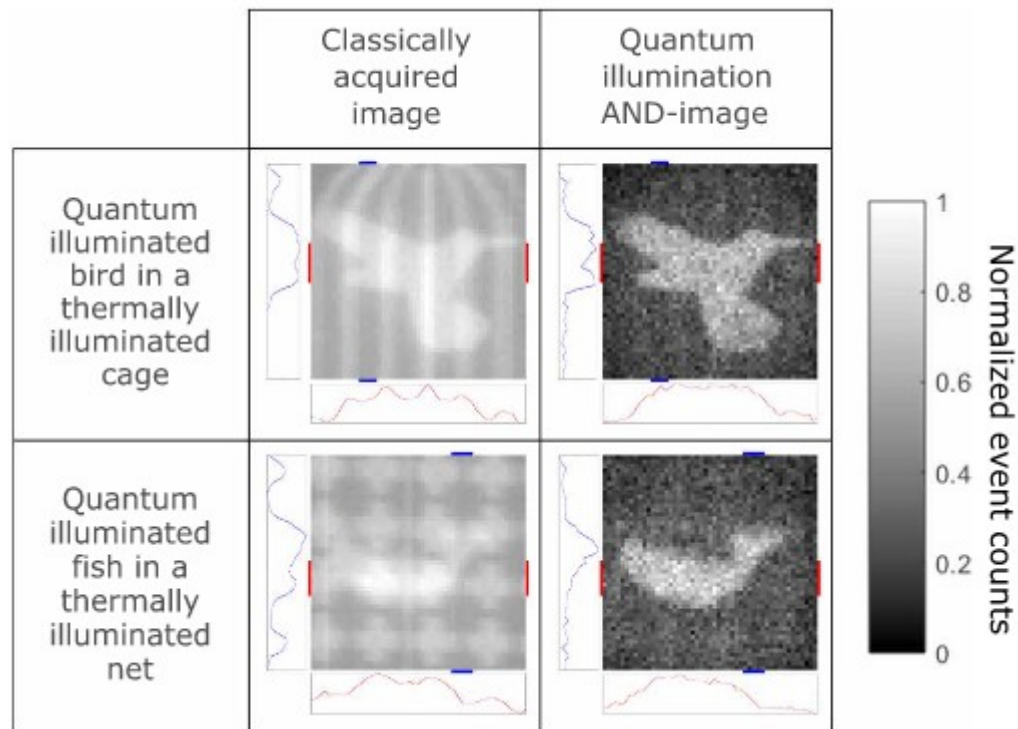 Classically
acquired
image
Quantum
illumination
AND-image
Quantum
illuminated
bird in a
thermally
illuminated
cage
Quantum
illuminated
fish in a
thermally
illuminated
net
1
0.8
0.6
0.4
0.2
0
Normalized event counts